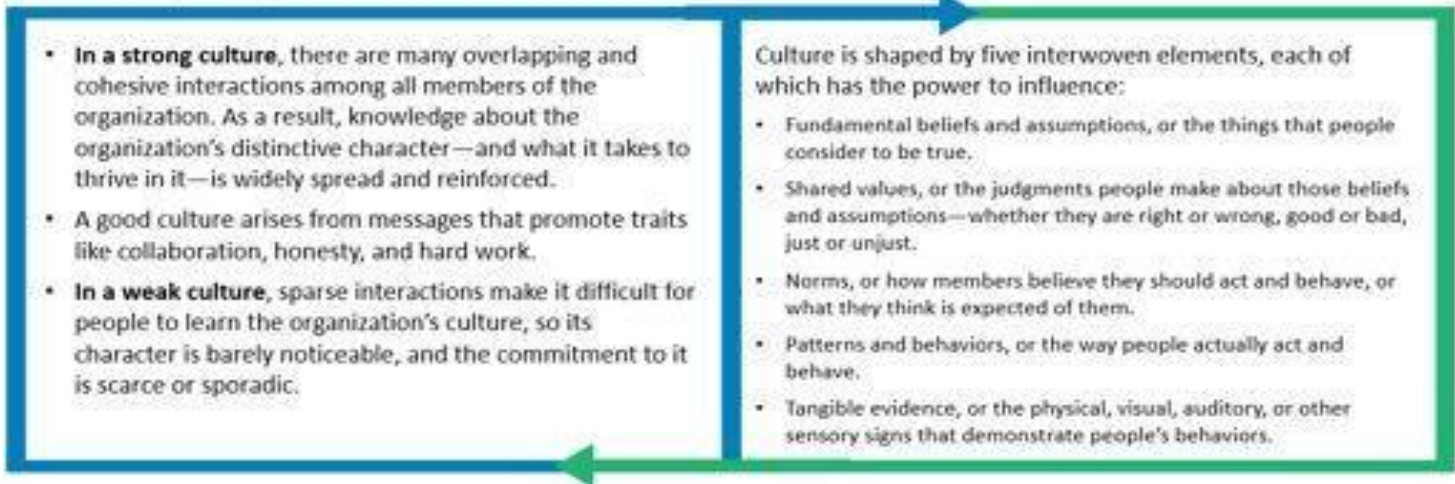 • In a strong culture, there are many overlapping and
cohesive interactions among all members of the
organization. As a result, knowledge about the
organization's distinctive character—and what it takes to
thrive in it—is widely spread and reinforced.
• A good culture arises from messages that promote traits
like collaboration, honesty, and hard work.
• In a weak culture, sparse interactions make it difficult for
people to learn the organization's culture, so its
character is barely noticeable, and the commitment to it
is scarce or sporadic.
Culture is shaped by five interwoven elements, each of
which has the power to influence:
• Fundamental beliefs and assumptions, or the things that people
consider to be true.
• Shared values, or the judgments people make about those beliefs
and assumptions—whether they are right or wrong, good or bad,
just or unjust.
• Norms, or how members believe they should act and behave, or
what they think is expected of them.
• Patterns and behaviors, or the way people actually act and
behave.
• Tangible evidence, or the physical, visual, auditory, or other
sensory signs that demonstrate people's behaviors.